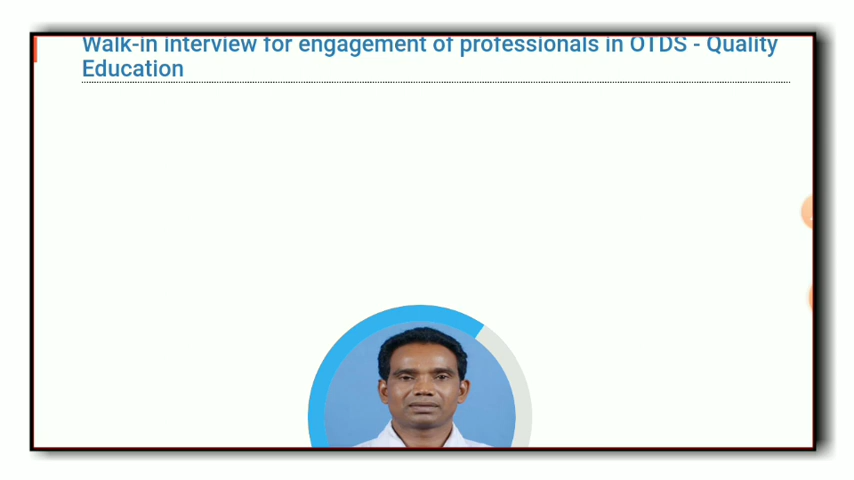 Walk-in interview for engagement of professionals in OTDS - Quality
Education